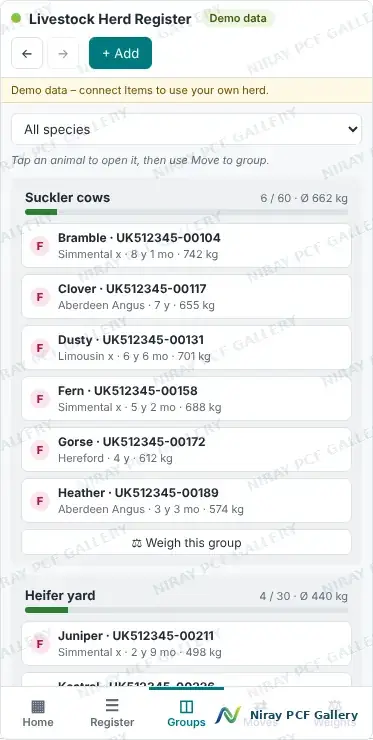 Livestock Herd Register Demo data
← → + Add
Demo data – connect Items to use your own herd.
All species
Tap an animal to open it, then use Move to group.
Suckler cows 6 / 60 · Ø 662 kg
F Bramble · UK512345-00104
Simmental x · 8 y 1 mo · 742 kg
F Clover · UK512345-00117
Aberdeen Angus · 7 y · 655 kg
F Dusty · UK512345-00131
Limousin x · 6 y 6 mo · 701 kg
F Fern · UK512345-00158
Simmental x · 5 y 2 mo · 688 kg
F Gorse · UK512345-00172
Hereford · 4 y · 612 kg
F Heather · UK512345-00189
Aberdeen Angus · 3 y 3 mo · 574 kg
⚖ Weigh this group
Heifer yard 4 / 30 · Ø 440 kg
F Juniper · UK512345-00211
Simmental x · 2 y 9 mo · 498 kg
Home Register Groups Moves Weights
Niray PCF Gallery
NIRAY PCF GALLERY